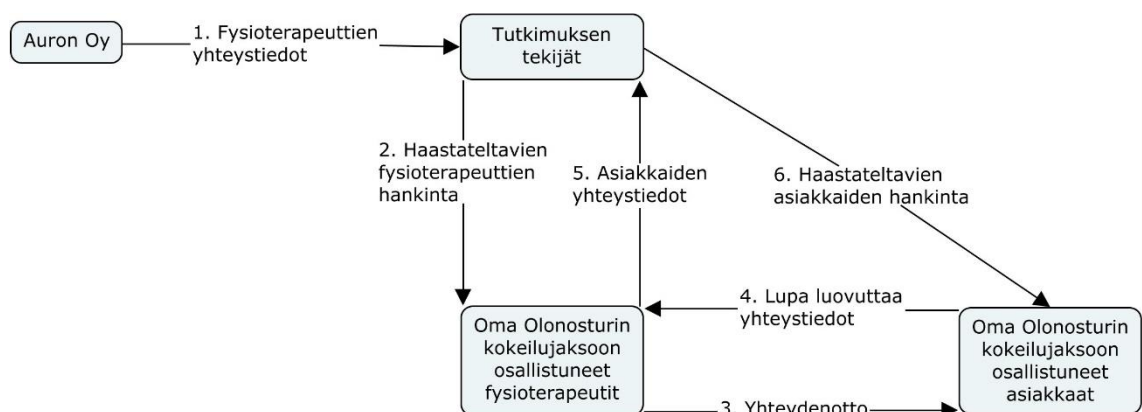 Auron Oy
1. Fysioterapeuttien
yhteystiedot
Tutkimuksen
tekijät
2. Haastateltavien
fysioterapeuttien
hankinta
5. Asiakkaiden
yhteystiedot
6. Haastateltavien
asiakkaiden hankinta
4. Lupa luovuttaa
yhteystiedot
Oma Olonosturin
kokeilujaksoon
osallistuneet
fysioterapeutit
Oma Olonosturin
kokeilujaksoon
osallistuneet
asiakkaat
3. Yhteydenotto